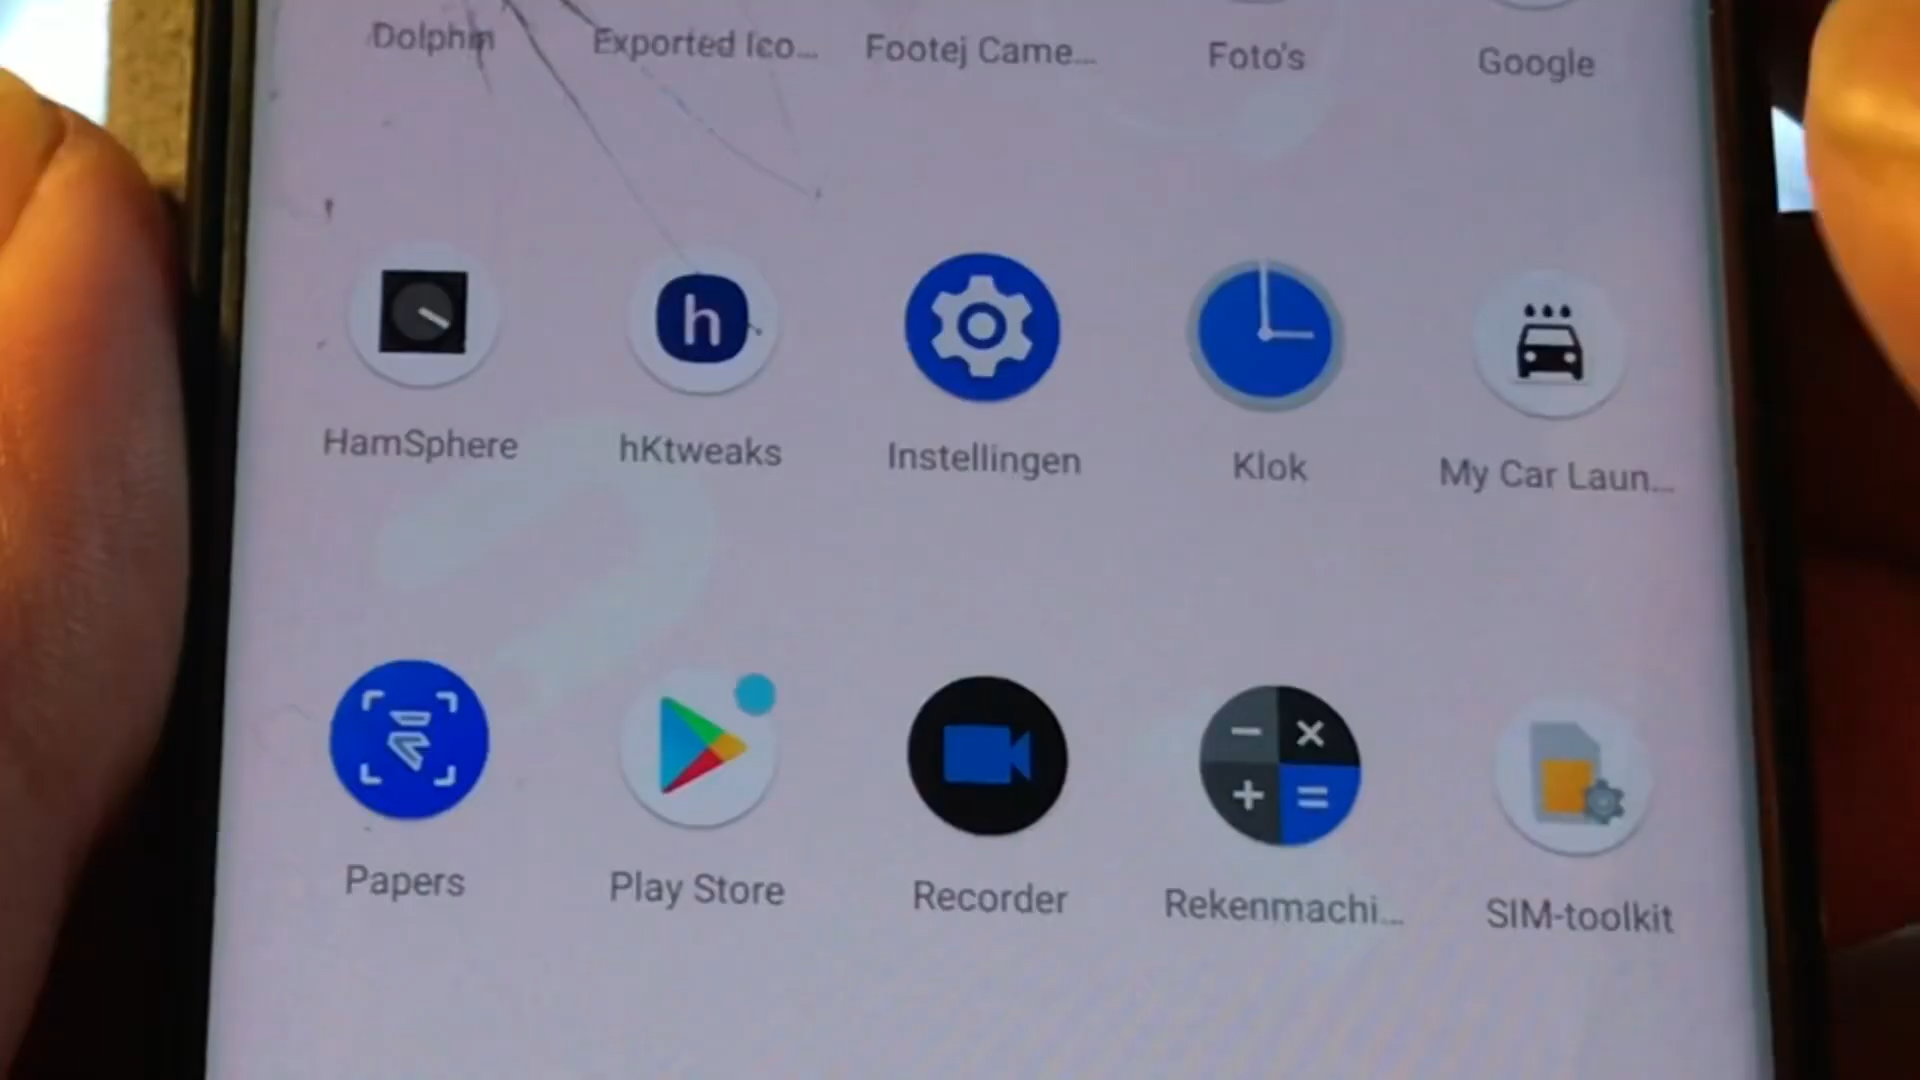 Dolphin
Exported Ico...
Footej Came...
Foto's
Google
HamSphere
h
hKtweaks
Instellingen
Klok
My Car Laun...
Papers
Play Store
Recorder
Rekenmachi...
SIM-toolkit